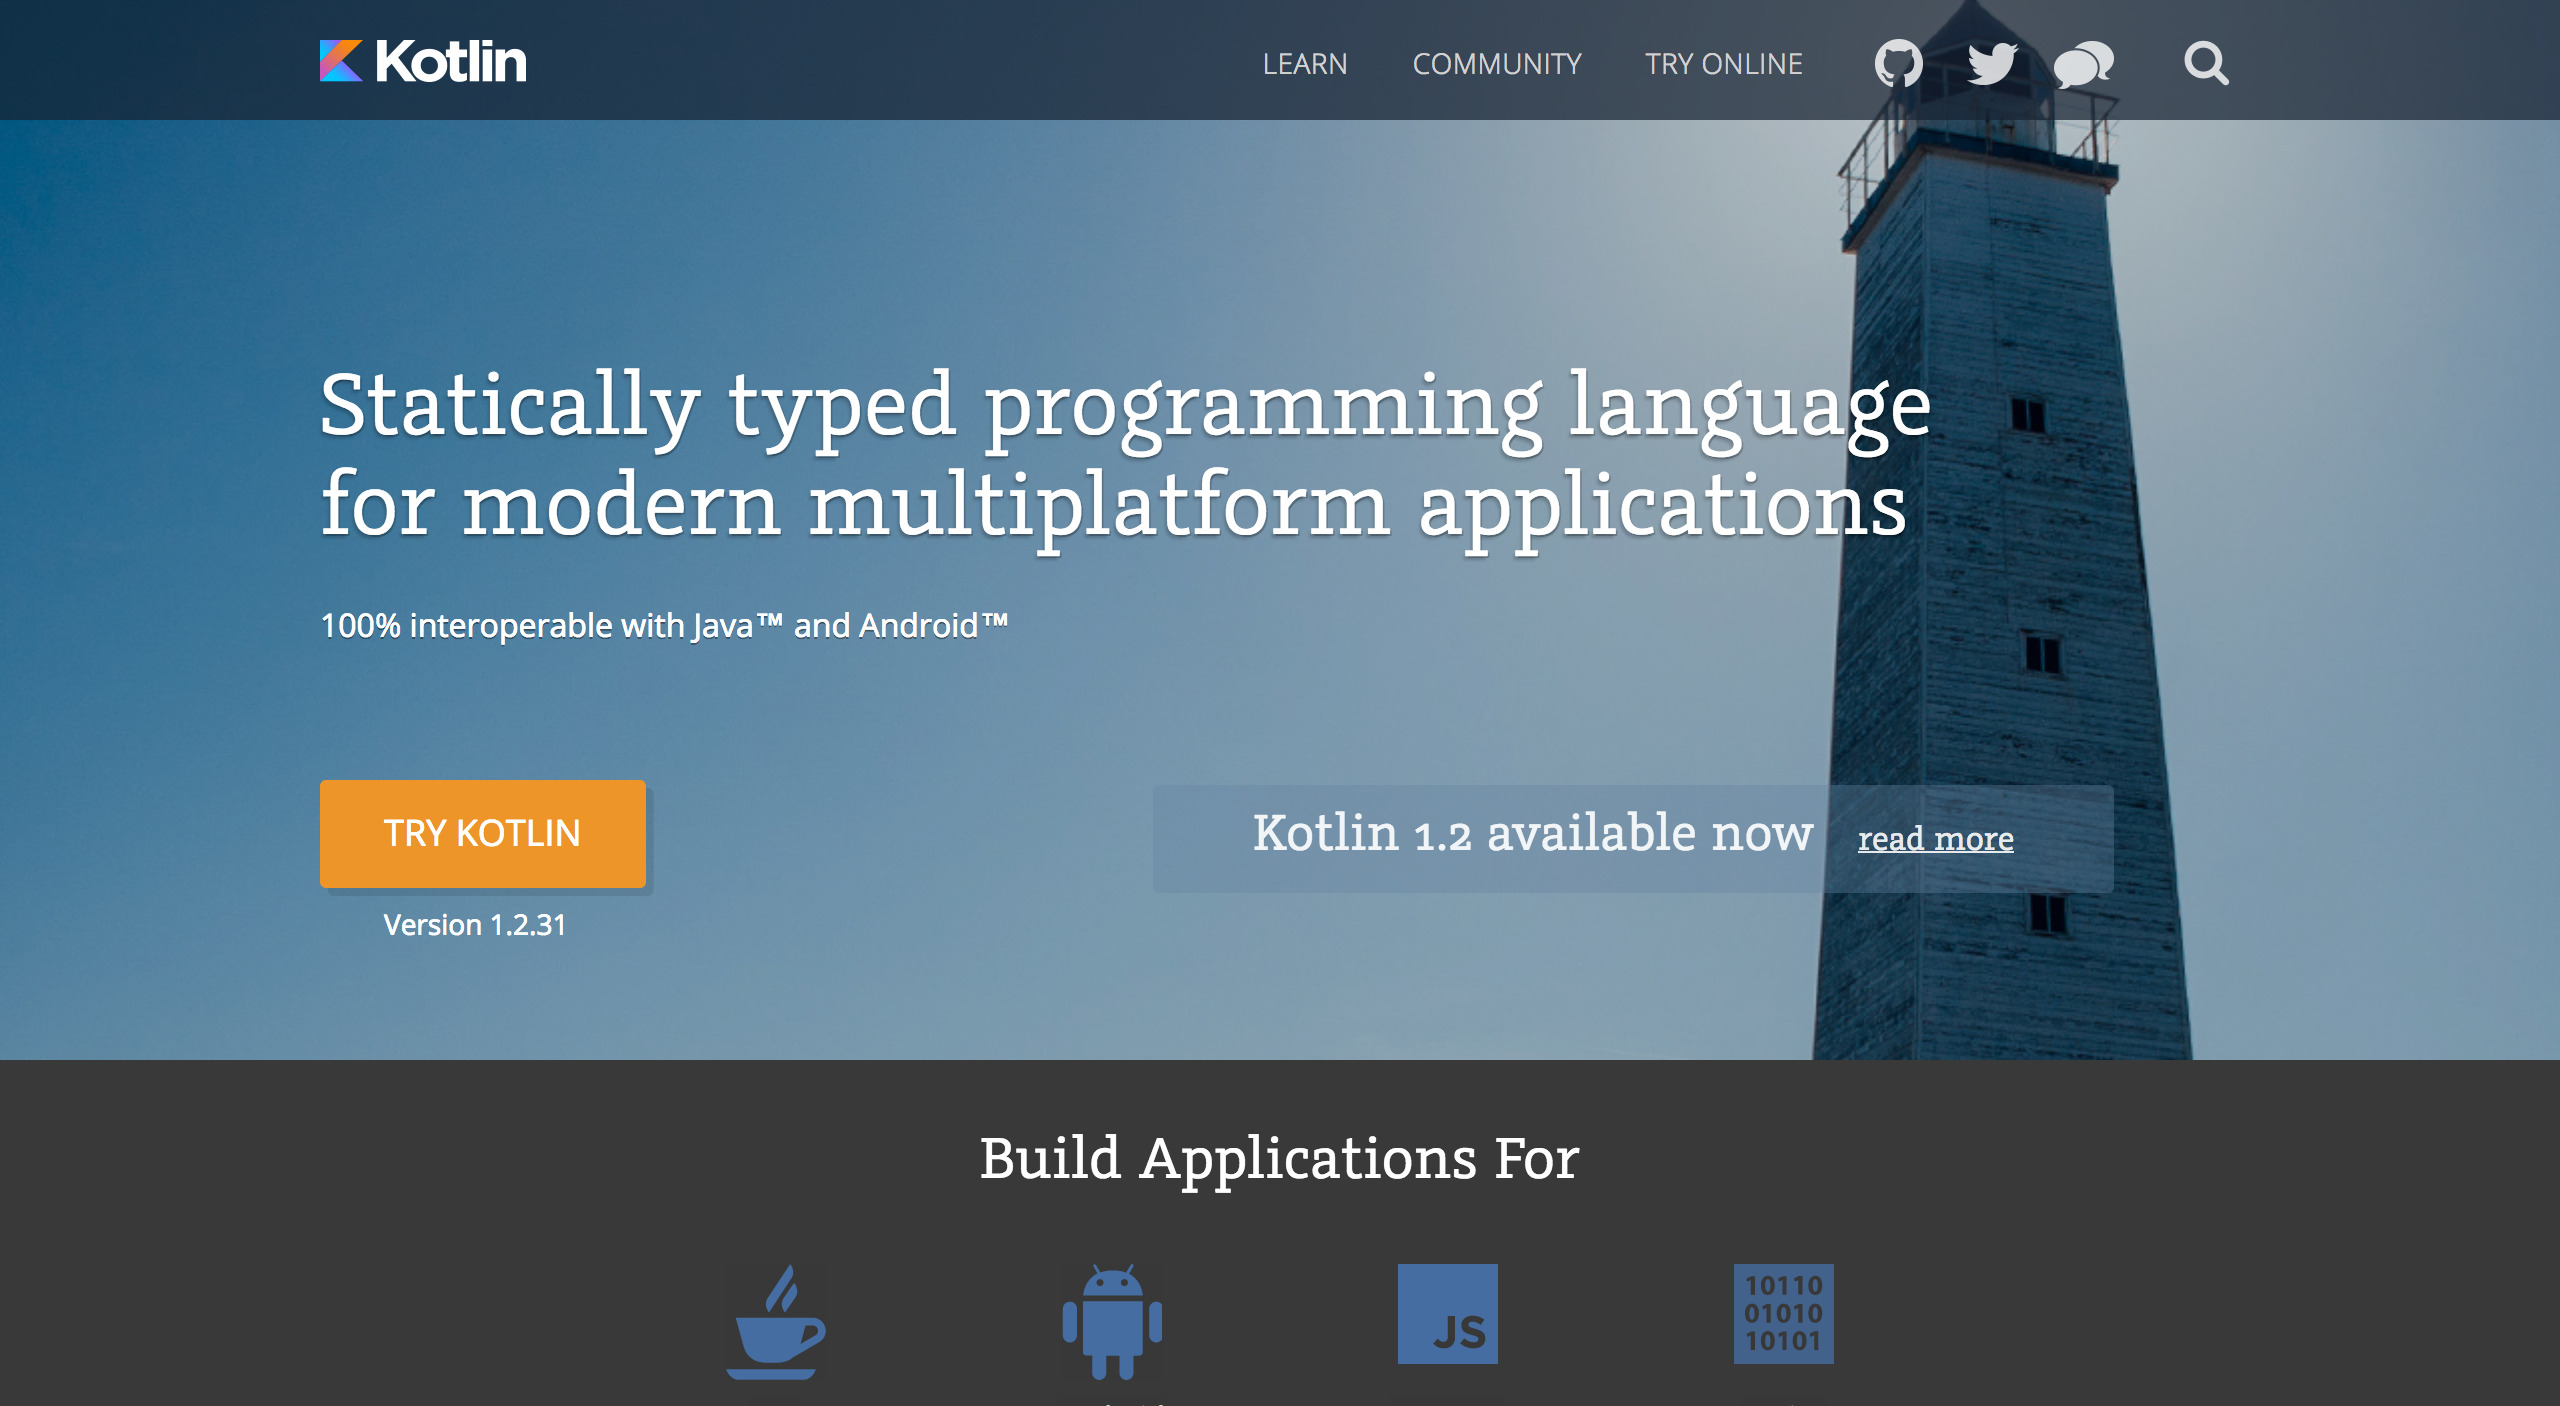 Kotlin
LEARN COMMUNITY TRY ONLINE
Statically typed programming language
for modern multiplatform applications
100% interoperable with Java™ and Android™
TRY KOTLIN
Kotlin 1.2 available now read more
Version 1.2.31
Build Applications For
JS
10110
01010
10101